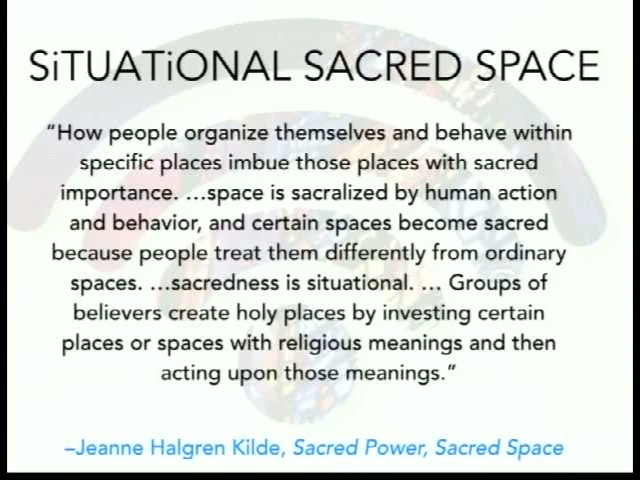 SiTUATiONAL SACRED SPACE
“How people organize themselves and behave within
specific places imbue those places with sacred
importance. …space is sacralized by human action
and behavior, and certain spaces become sacred
because people treat them differently from ordinary
spaces. …sacredness is situational. … Groups of
believers create holy places by investing certain
places or spaces with religious meanings and then
acting upon those meanings.”
–Jeanne Halgren Kilde, Sacred Power, Sacred Space